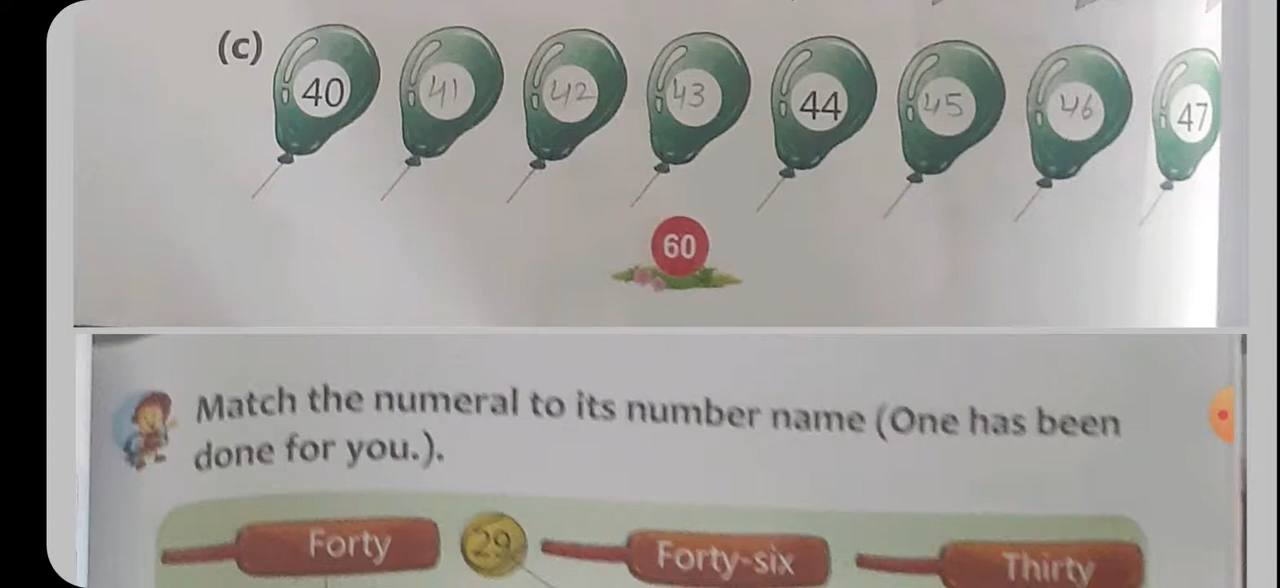 (c) 40 41 42 43 44 45 46 47
60
Match the numeral to its number name (One has been
done for you.).
Forty 29 Forty-six Thirty